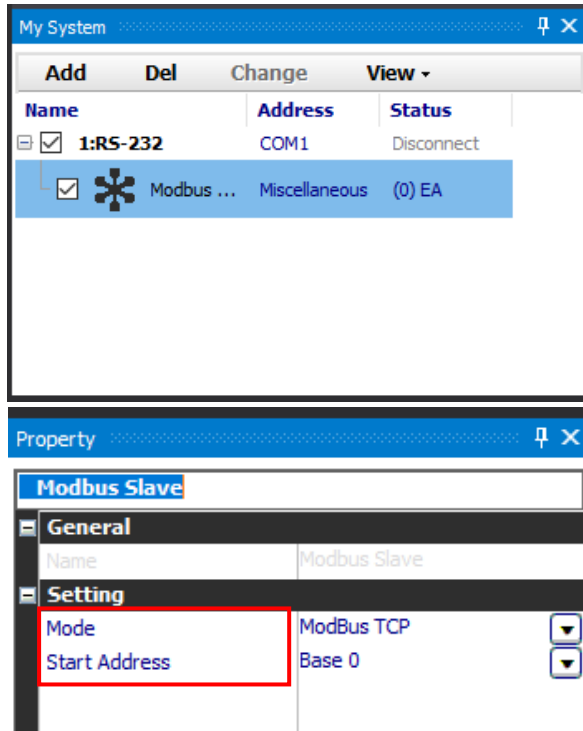 My System
Add Del Change View
Name Address Status
1:RS-232 COM1 Disconnect
Modbus ... Miscellaneous (0) EA
Property
Modbus Slave
General
Name Modbus Slave
Setting
Mode ModBus TCP
Start Address Base 0